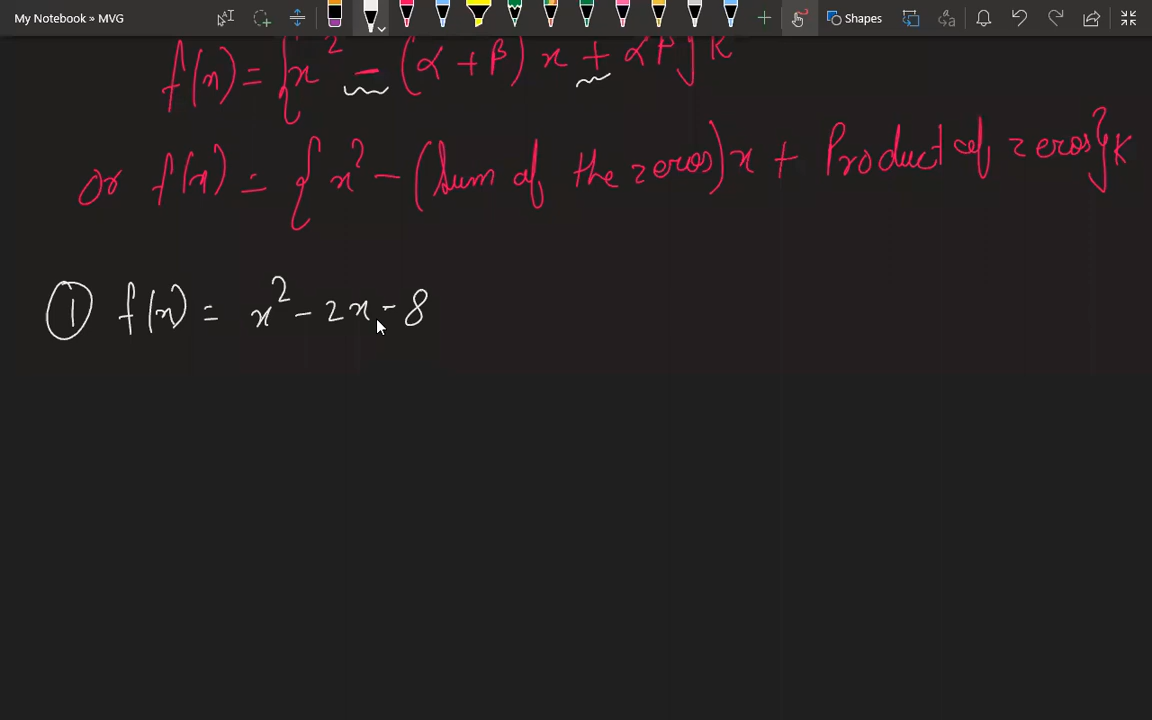 My Notebook » MVG
Shapes
f(x) = {x² - (α + β) x + αβ} K
Or f(x) = {x² - (Sum of the zeros) x + Product of zeros} K
① f(x) = x² - 2x - 8